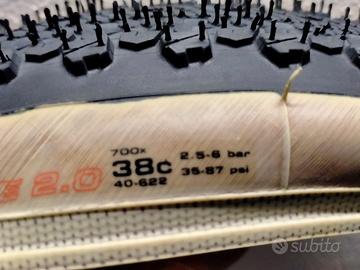 700x
38c 2.5-6 bar
40-622 35-87 psi
2.0
subito